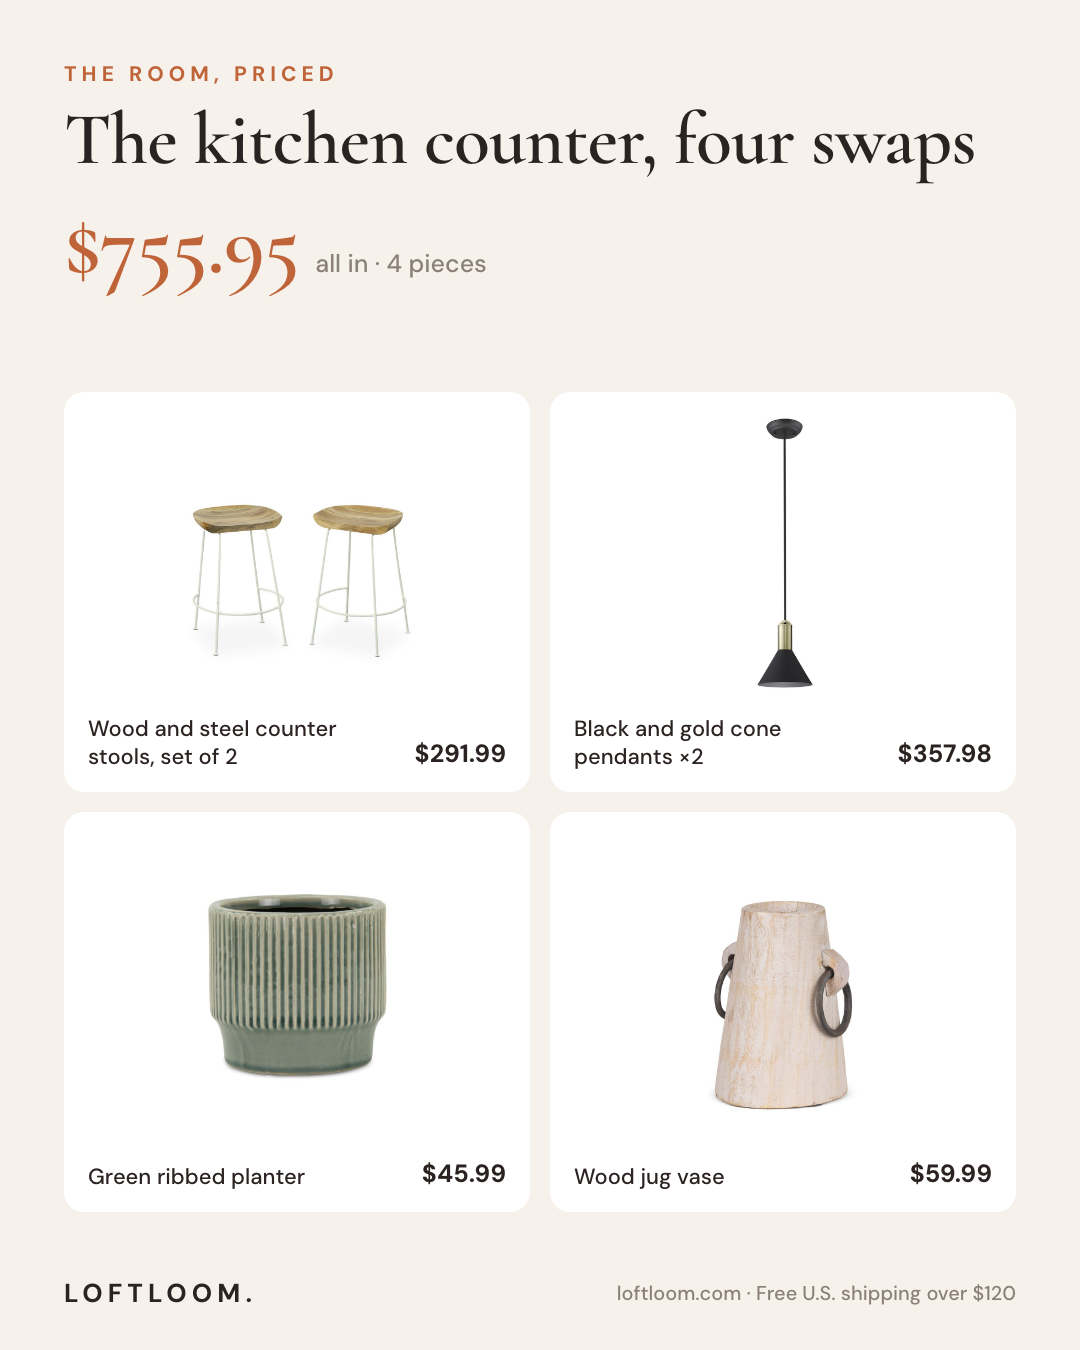 THE ROOM, PRICED
The kitchen counter, four swaps
$755.95 all in · 4 pieces
Wood and steel counter
stools, set of 2
$291.99
Black and gold cone
pendants ×2
$357.98
Green ribbed planter
$45.99
Wood jug vase
$59.99
LOFTLOOM.
loftloom.com · Free U.S. shipping over $120